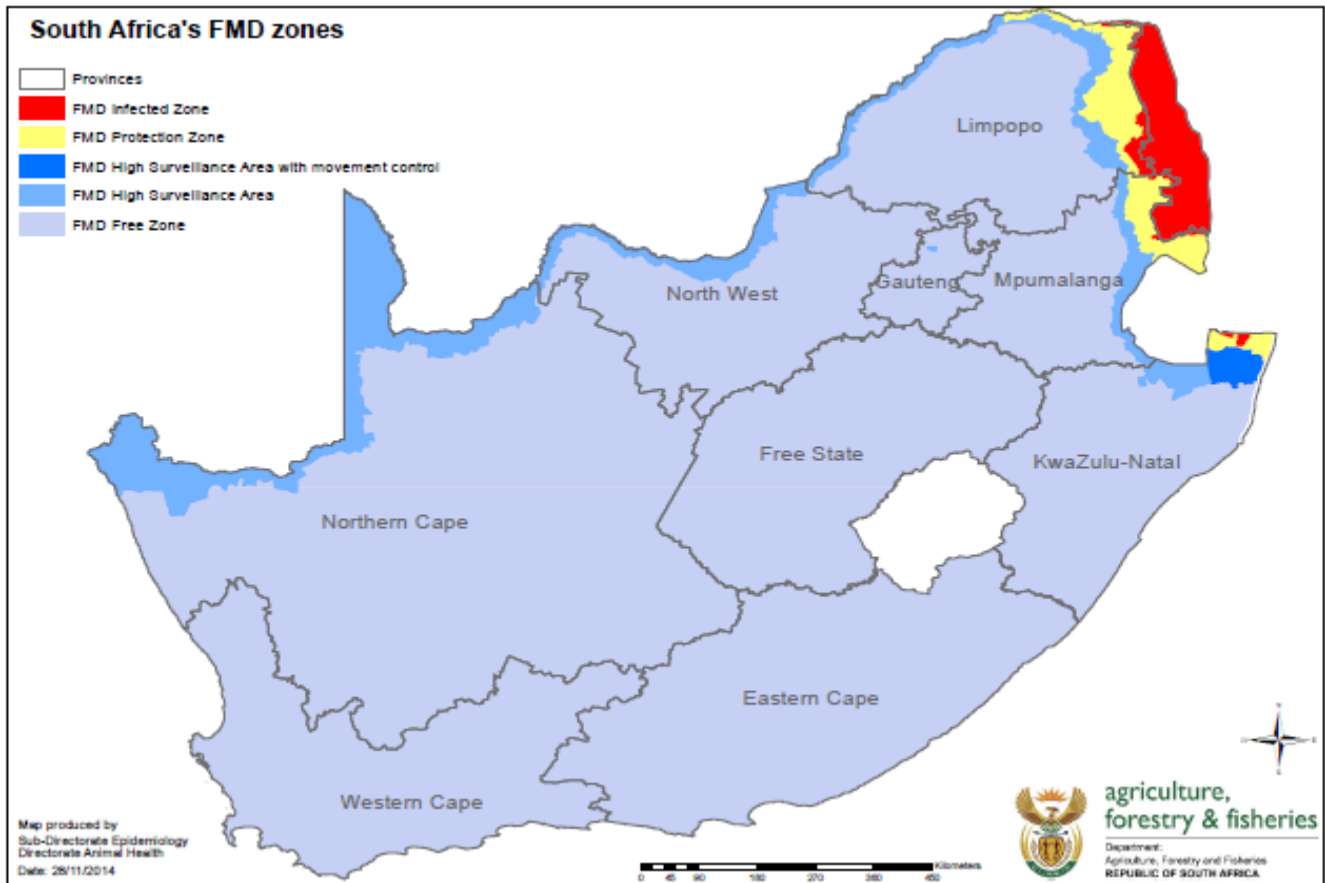 South Africa's FMD zones
Provinces
FMD Infected Zone
FMD Protection Zone
FMD High Surveillance Area with movement control
FMD High Surveillance Area
FMD Free Zone
Limpopo
North West
Gauteng
Mpumalanga
Free State
KwaZulu-Natal
Northern Cape
Eastern Cape
Western Cape
Map produced by
Sub-Directorate Epidemiology
Directorate Animal Health
Date: 28/11/2014
Kilometers
0 45 90 180 270 360 450
N
W E
S
agriculture,
forestry & fisheries
Department:
Agriculture, Forestry and Fisheries
REPUBLIC OF SOUTH AFRICA